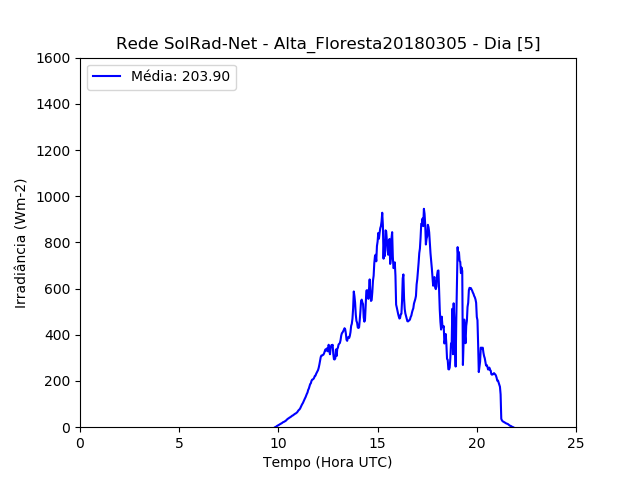 Rede SolRad-Net - Alta_Floresta20180305 - Dia [5]
Média: 203.90
1600
1400
1200
1000
800
600
400
200
0
Irradiância (Wm-2)
0 5 10 15 20 25
Tempo (Hora UTC)